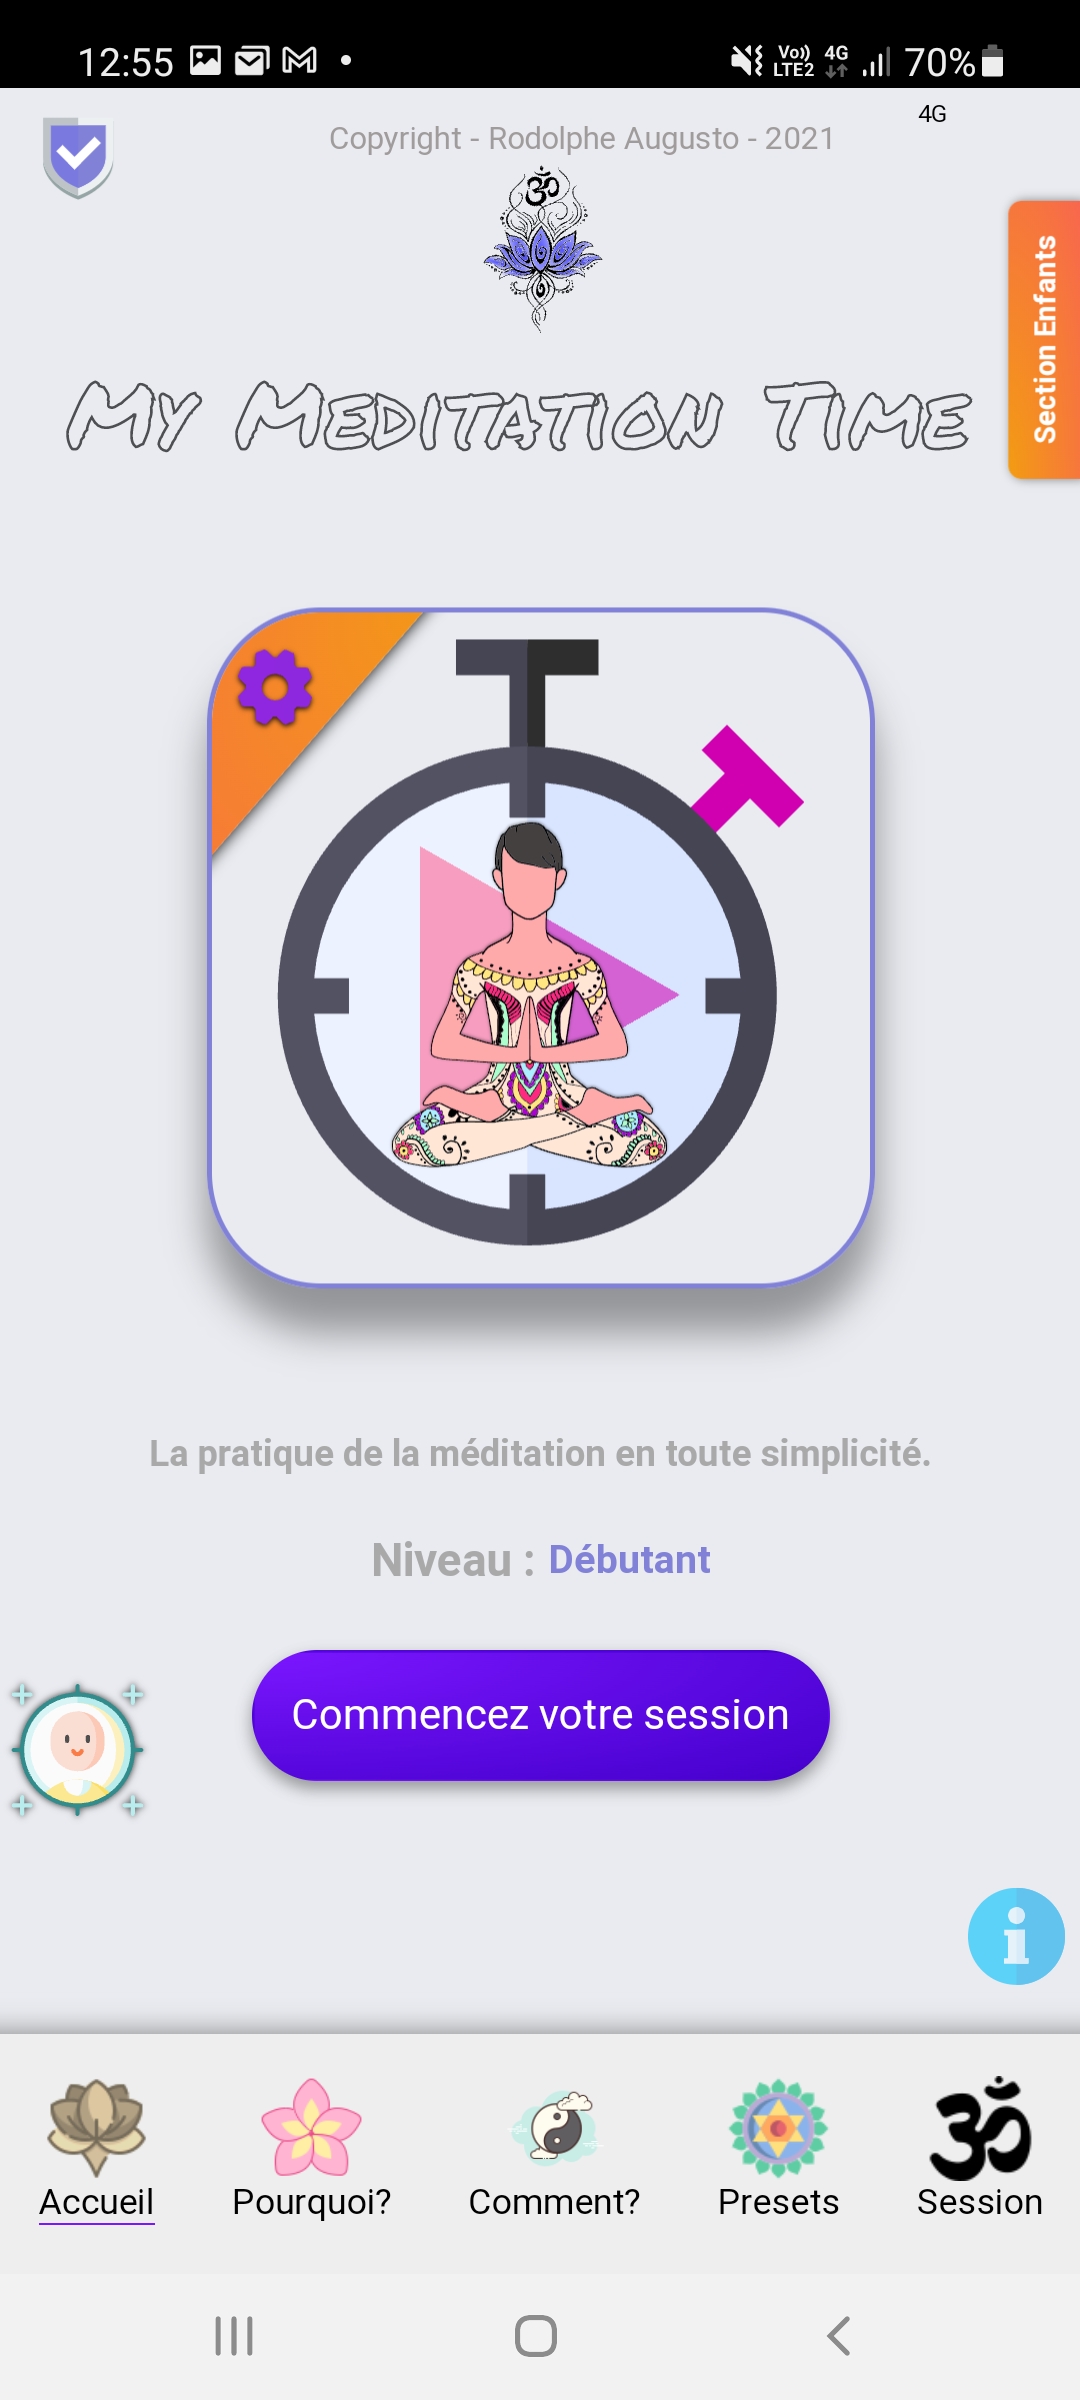 12:55
Vo)) LTE2 4G 70%
4G
Copyright - Rodolphe Augusto - 2021
ॐ
Section Enfants
My Meditation Time
La pratique de la méditation en toute simplicité.
Niveau : Débutant
Commencez votre session
ॐ
Accueil Pourquoi? Comment? Presets Session